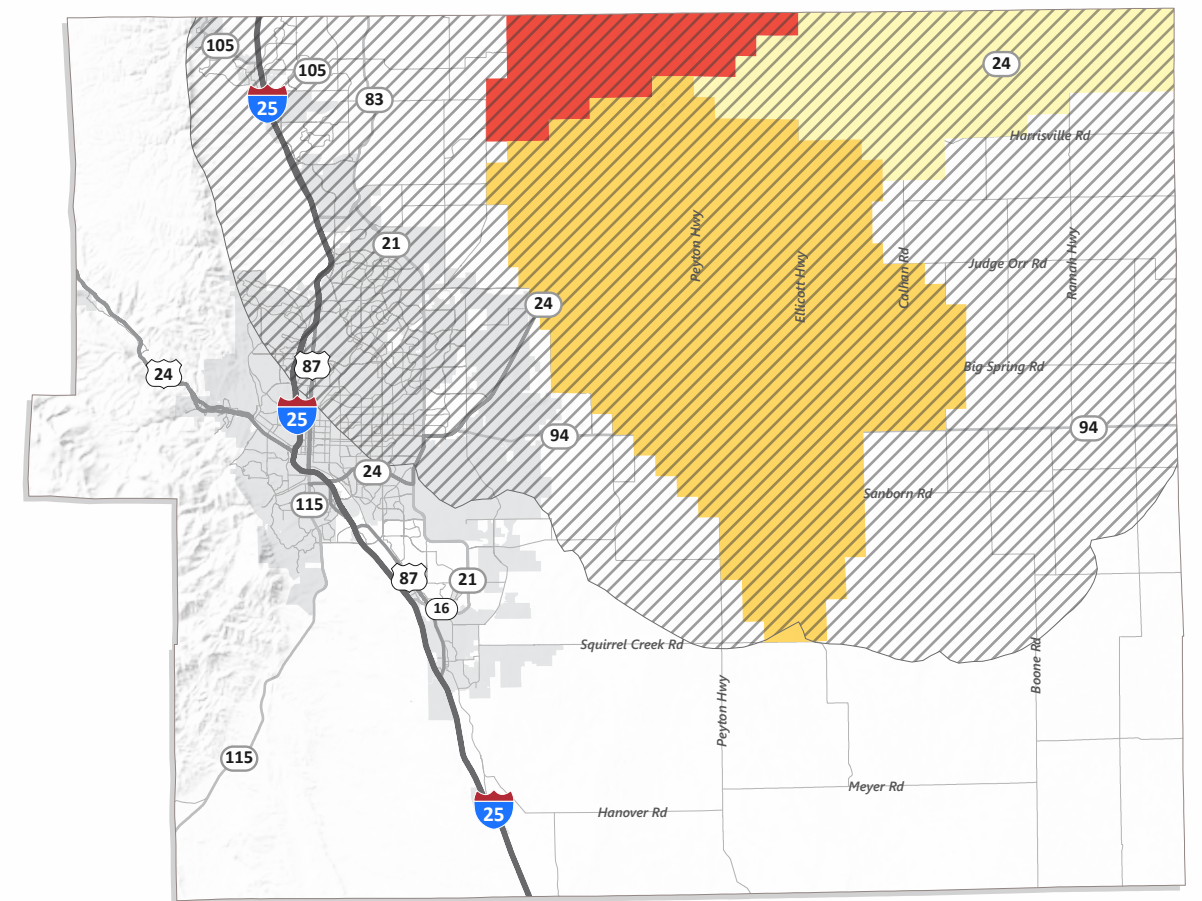 105
24
105
25
83
Harrisville Rd
21
Peyton Hwy
Ellicott Hwy
Calhan Rd
Judge Orr Rd
Ramah Hwy
24
87
24
Big Spring Rd
25
94
94
24
Sanborn Rd
115
87
21
16
Squirrel Creek Rd
Boone Rd
Peyton Hwy
115
Meyer Rd
25
Hanover Rd